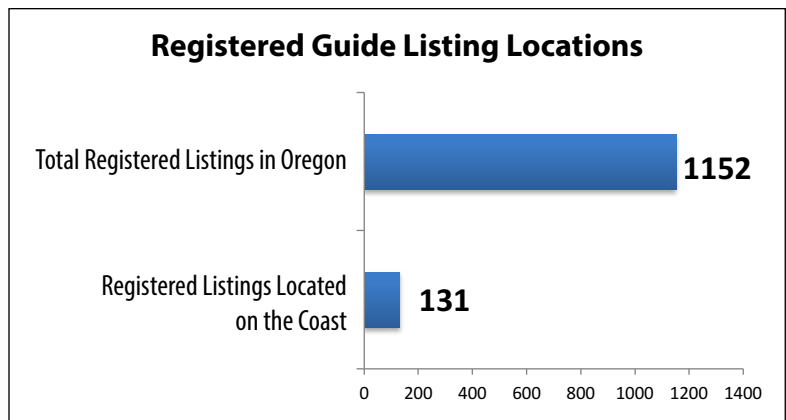 Registered Guide Listing Locations
Total Registered Listings in Oregon
1152
Registered Listings Located
on the Coast
131
0 200 400 600 800 1000 1200 1400